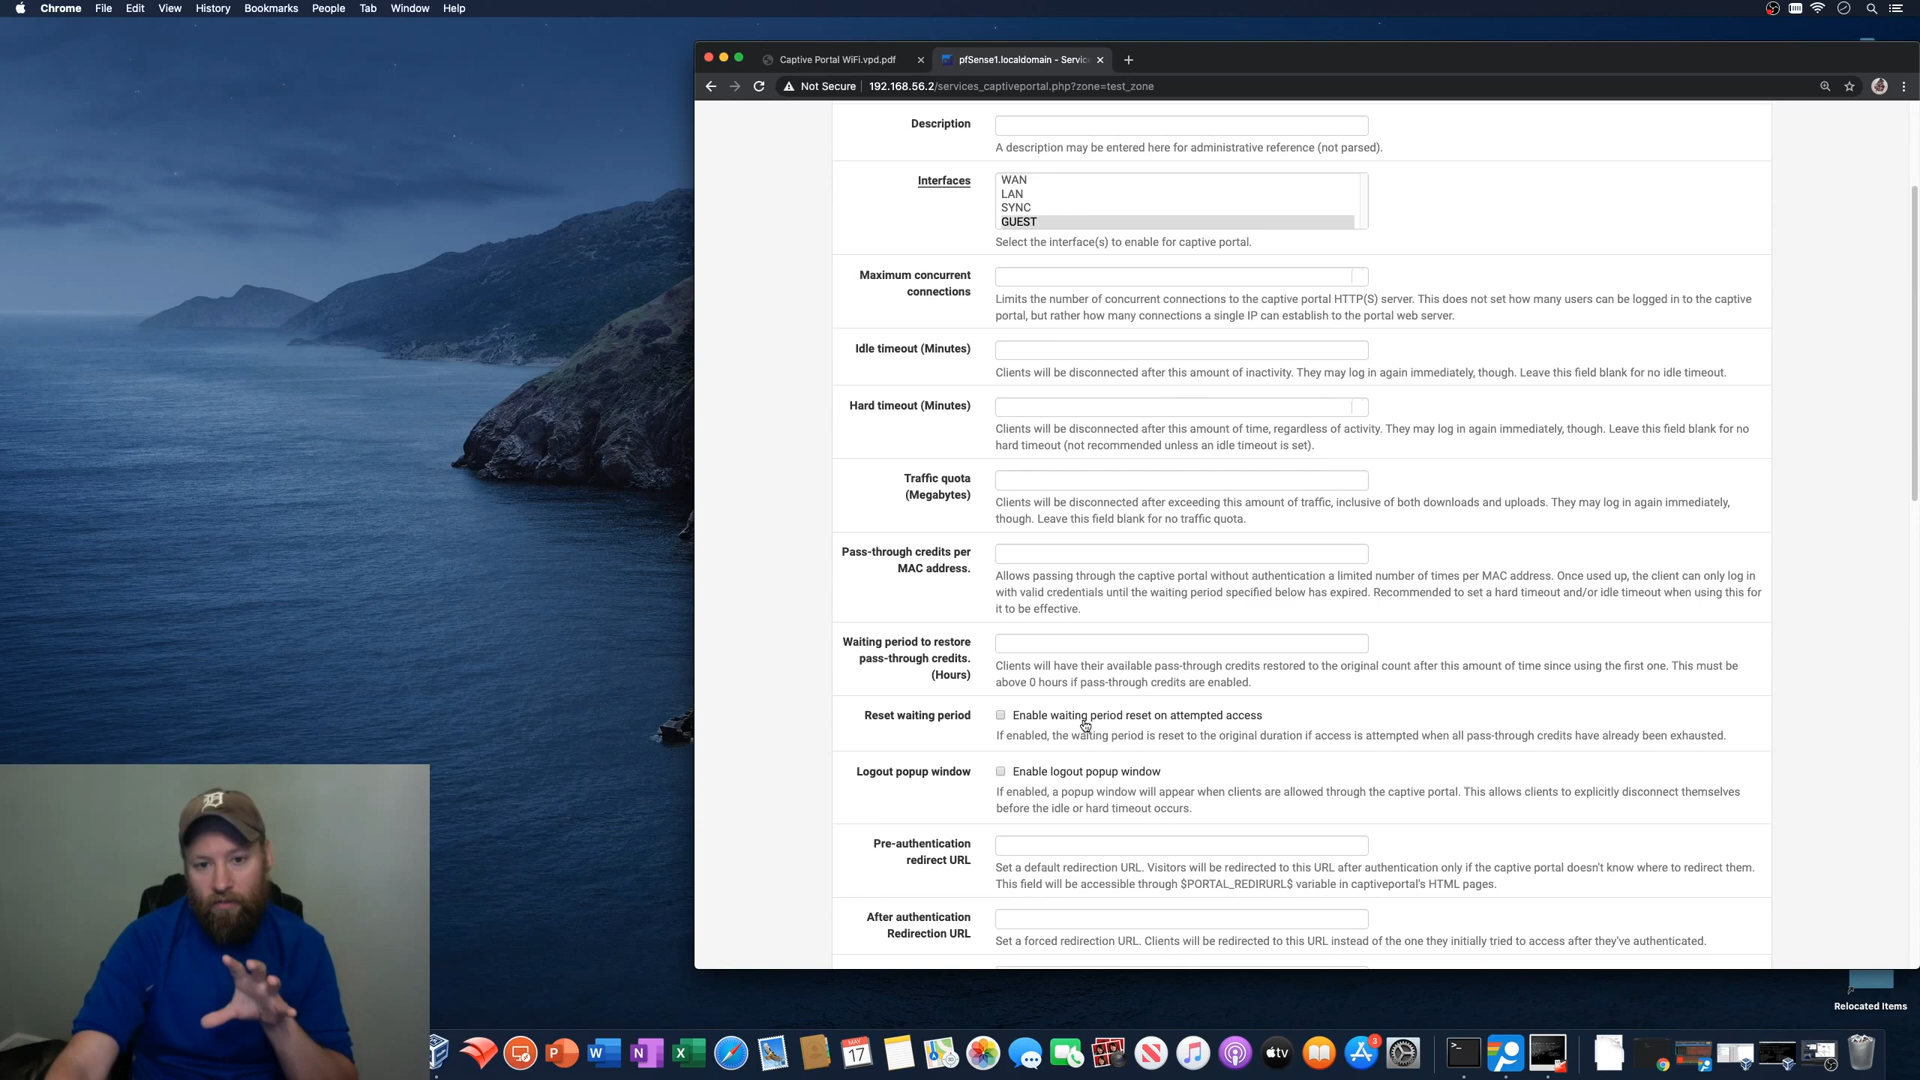 Chrome File Edit View History Bookmarks People Tab Window Help
Captive Portal WiFi.vpd.pdf
pfSense1.localdomain - Servic
Not Secure 192.168.56.2/services_captiveportal.php?zone=test_zone
Description
A description may be entered here for administrative reference (not parsed).
Interfaces
WAN
LAN
SYNC
GUEST
Select the interface(s) to enable for captive portal.
Maximum concurrent
connections
Limits the number of concurrent connections to the captive portal HTTP(S) server. This does not set how many users can be logged in to the captive
portal, but rather how many connections a single IP can establish to the portal web server.
Idle timeout (Minutes)
Clients will be disconnected after this amount of inactivity. They may log in again immediately, though. Leave this field blank for no idle timeout.
Hard timeout (Minutes)
Clients will be disconnected after this amount of time, regardless of activity. They may log in again immediately, though. Leave this field blank for no
hard timeout (not recommended unless an idle timeout is set).
Traffic quota
(Megabytes)
Clients will be disconnected after exceeding this amount of traffic, inclusive of both downloads and uploads. They may log in again immediately,
though. Leave this field blank for no traffic quota.
Pass-through credits per
MAC address.
Allows passing through the captive portal without authentication a limited number of times per MAC address. Once used up, the client can only log in
with valid credentials until the waiting period specified below has expired. Recommended to set a hard timeout and/or idle timeout when using this for
it to be effective.
Waiting period to restore
pass-through credits.
(Hours)
Clients will have their available pass-through credits restored to the original count after this amount of time since using the first one. This must be
above 0 hours if pass-through credits are enabled.
Reset waiting period
Enable waiting period reset on attempted access
If enabled, the waiting period is reset to the original duration if access is attempted when all pass-through credits have already been exhausted.
Logout popup window
Enable logout popup window
If enabled, a popup window will appear when clients are allowed through the captive portal. This allows clients to explicitly disconnect themselves
before the idle or hard timeout occurs.
Pre-authentication
redirect URL
Set a default redirection URL. Visitors will be redirected to this URL after authentication only if the captive portal doesn't know where to redirect them.
This field will be accessible through $PORTAL_REDIRURL$ variable in captiveportal's HTML pages.
After authentication
Redirection URL
Set a forced redirection URL. Clients will be redirected to this URL instead of the one they initially tried to access after they've authenticated.
Relocated Items
MAY
17
tv
3